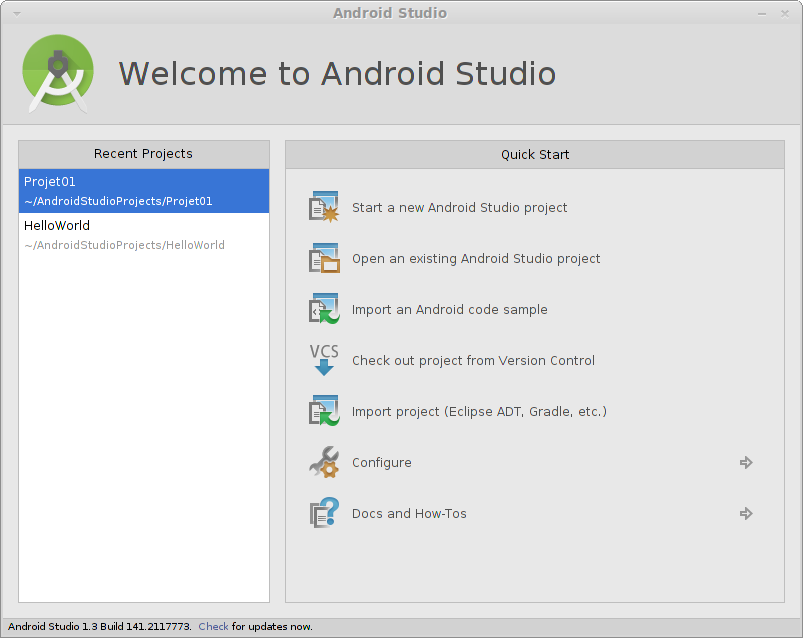 Android Studio
Welcome to Android Studio
Recent Projects
Projet01
~/AndroidStudioProjects/Projet01
HelloWorld
~/AndroidStudioProjects/HelloWorld
Quick Start
Start a new Android Studio project
Open an existing Android Studio project
Import an Android code sample
VCS
Check out project from Version Control
Import project (Eclipse ADT, Gradle, etc.)
Configure
Docs and How-Tos
Android Studio 1.3 Build 141.2117773. Check for updates now.